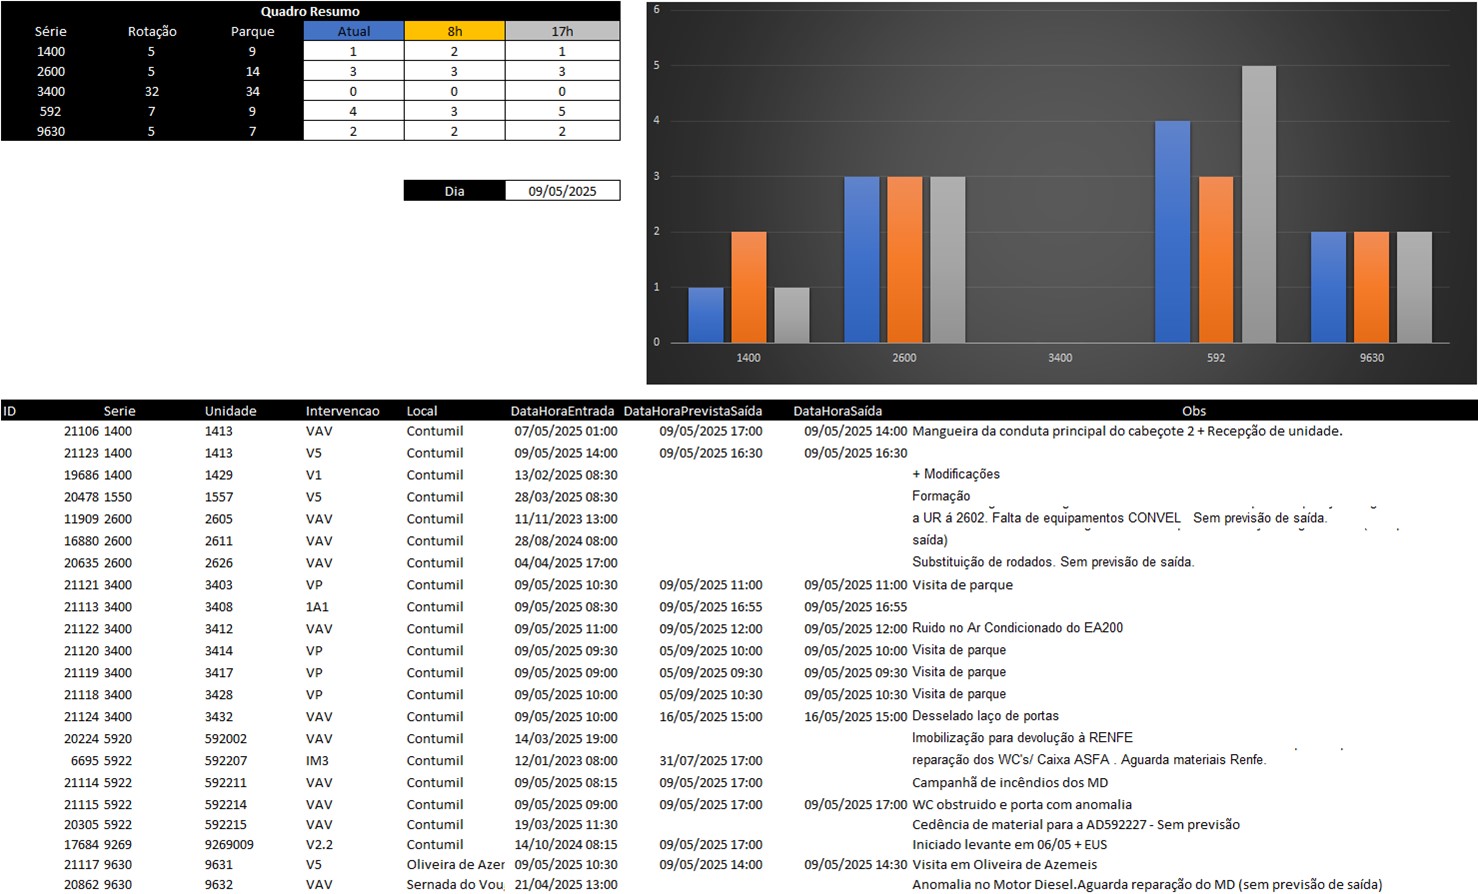 Quadro Resumo
Série Rotação Parque Atual 8h 17h
1400 5 9 1 2 1
2600 5 14 3 3 3
3400 32 34 0 0 0
592 7 9 4 3 5
9630 5 7 2 2 2
Dia 09/05/2025
6
5
4
3
2
1
0
1400 2600 3400 592 9630
ID Serie Unidade Intervencao Local DataHoraEntrada DataHoraPrevistaSaída DataHoraSaída Obs
21106 1400 1413 VAV Contumil 07/05/2025 01:00 09/05/2025 17:00 09/05/2025 14:00 Mangueira da conduta principal do cabeçote 2 + Recepção de unidade.
21123 1400 1413 V5 Contumil 09/05/2025 14:00 09/05/2025 16:30 09/05/2025 16:30
19686 1400 1429 V1 Contumil 13/02/2025 08:30 + Modificações
20478 1550 1557 V5 Contumil 28/03/2025 08:30 Formação
11909 2600 2605 VAV Contumil 11/11/2023 13:00 a UR á 2602. Falta de equipamentos CONVEL Sem previsão de saída.
16880 2600 2611 VAV Contumil 28/08/2024 08:00 saída)
20635 2600 2626 VAV Contumil 04/04/2025 17:00 Substituição de rodados. Sem previsão de saída.
21121 3400 3403 VP Contumil 09/05/2025 10:30 09/05/2025 11:00 09/05/2025 11:00 Visita de parque
21113 3400 3408 1A1 Contumil 09/05/2025 08:30 09/05/2025 16:55 09/05/2025 16:55
21122 3400 3412 VAV Contumil 09/05/2025 11:00 09/05/2025 12:00 09/05/2025 12:00 Ruido no Ar Condicionado do EA200
21120 3400 3414 VP Contumil 09/05/2025 09:30 05/09/2025 10:00 09/05/2025 10:00 Visita de parque
21119 3400 3417 VP Contumil 09/05/2025 09:00 05/09/2025 09:30 09/05/2025 09:30 Visita de parque
21118 3400 3428 VP Contumil 09/05/2025 10:00 05/09/2025 10:30 09/05/2025 10:30 Visita de parque
21124 3400 3432 VAV Contumil 09/05/2025 10:00 16/05/2025 15:00 16/05/2025 15:00 Desselado laço de portas
20224 5920 592002 VAV Contumil 14/03/2025 19:00 Imobilização para devolução à RENFE
6695 5922 592207 IM3 Contumil 12/01/2023 08:00 31/07/2025 17:00 reparação dos WC's/ Caixa ASFA . Aguarda materiais Renfe.
21114 5922 592211 VAV Contumil 09/05/2025 08:15 09/05/2025 17:00 Campanhã de incêndios dos MD
21115 5922 592214 VAV Contumil 09/05/2025 09:00 09/05/2025 17:00 09/05/2025 17:00 WC obstruido e porta com anomalia
20305 5922 592215 VAV Contumil 19/03/2025 11:30 Cedência de material para a AD592227 - Sem previsão
17684 9269 9269009 V2.2 Contumil 14/10/2024 08:15 09/05/2025 17:00 Iniciado levante em 06/05 + EUS
21117 9630 9631 V5 Oliveira de Azer 09/05/2025 10:30 09/05/2025 14:00 09/05/2025 14:30 Visita em Oliveira de Azemeis
20862 9630 9632 VAV Sernada do Vou 21/04/2025 13:00 Anomalia no Motor Diesel.Aguarda reparação do MD (sem previsão de saída)